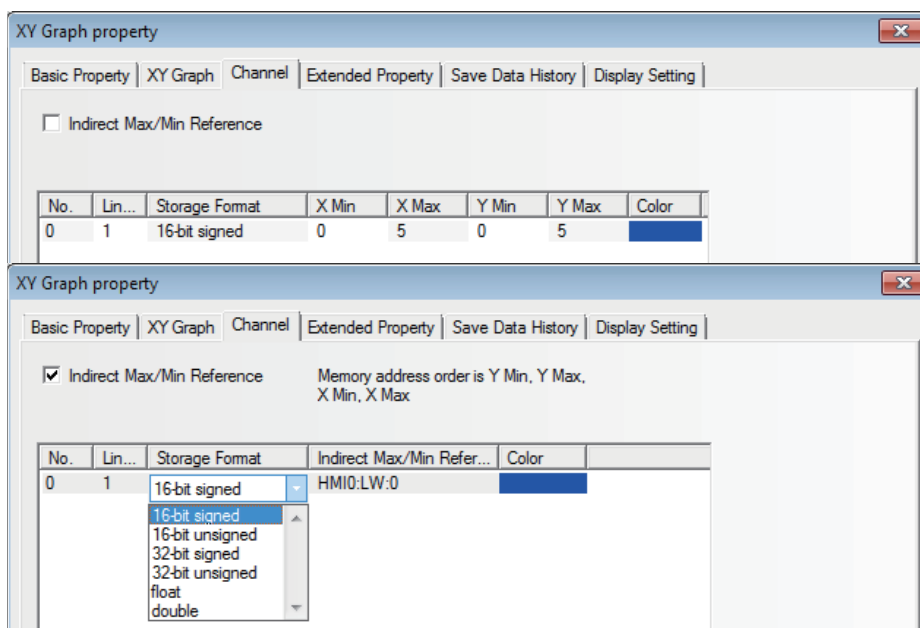 XY Graph property
Basic Property XY Graph Channel Extended Property Save Data History Display Setting
Indirect Max/Min Reference
No. Lin... Storage Format X Min X Max Y Min Y Max Color
0 1 16-bit signed 0 5 0 5
XY Graph property
Basic Property XY Graph Channel Extended Property Save Data History Display Setting
Indirect Max/Min Reference Memory address order is Y Min, Y Max,
X Min, X Max
No. Lin... Storage Format Indirect Max/Min Refer... Color
0 1 16-bit signed HMI0:LW:0
16-bit signed
16-bit unsigned
32-bit signed
32-bit unsigned
float
double